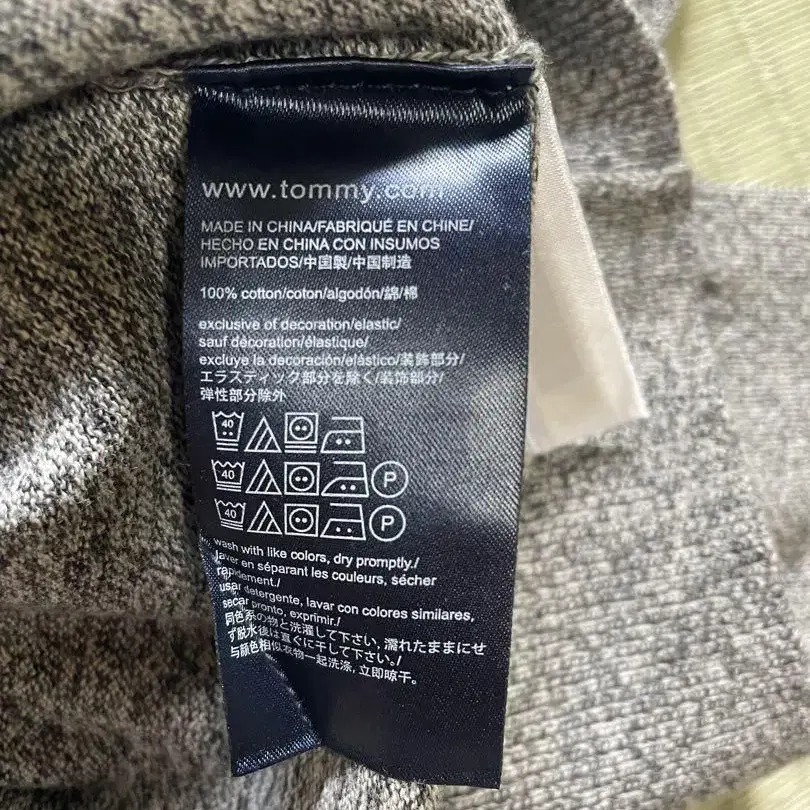 www.tommy.com
MADE IN CHINA/FABRIQUÉ EN CHINE/
HECHO EN CHINA CON INSUMOS
IMPORTADOS/中国製/中国制造
100% cotton/coton/algodón/綿/棉
exclusive of decoration/elastic/
sauf décoration/élastique/
excluye la decoración/elástico/装飾部分/
エラスティック部分を除く/装饰部分/
弹性部分除外
40
40 P
40 P
wash with like colors, dry promptly./
laver en séparant les couleurs, sécher
rapidement./
usar detergente, lavar con colores similares,
secar pronto, exprimir./
同色系の物と洗濯して下さい, 濡れたままにせ
ず脱水後は直ぐに干して下さい./
与颜色相似衣物一起洗涤, 立即晾干。